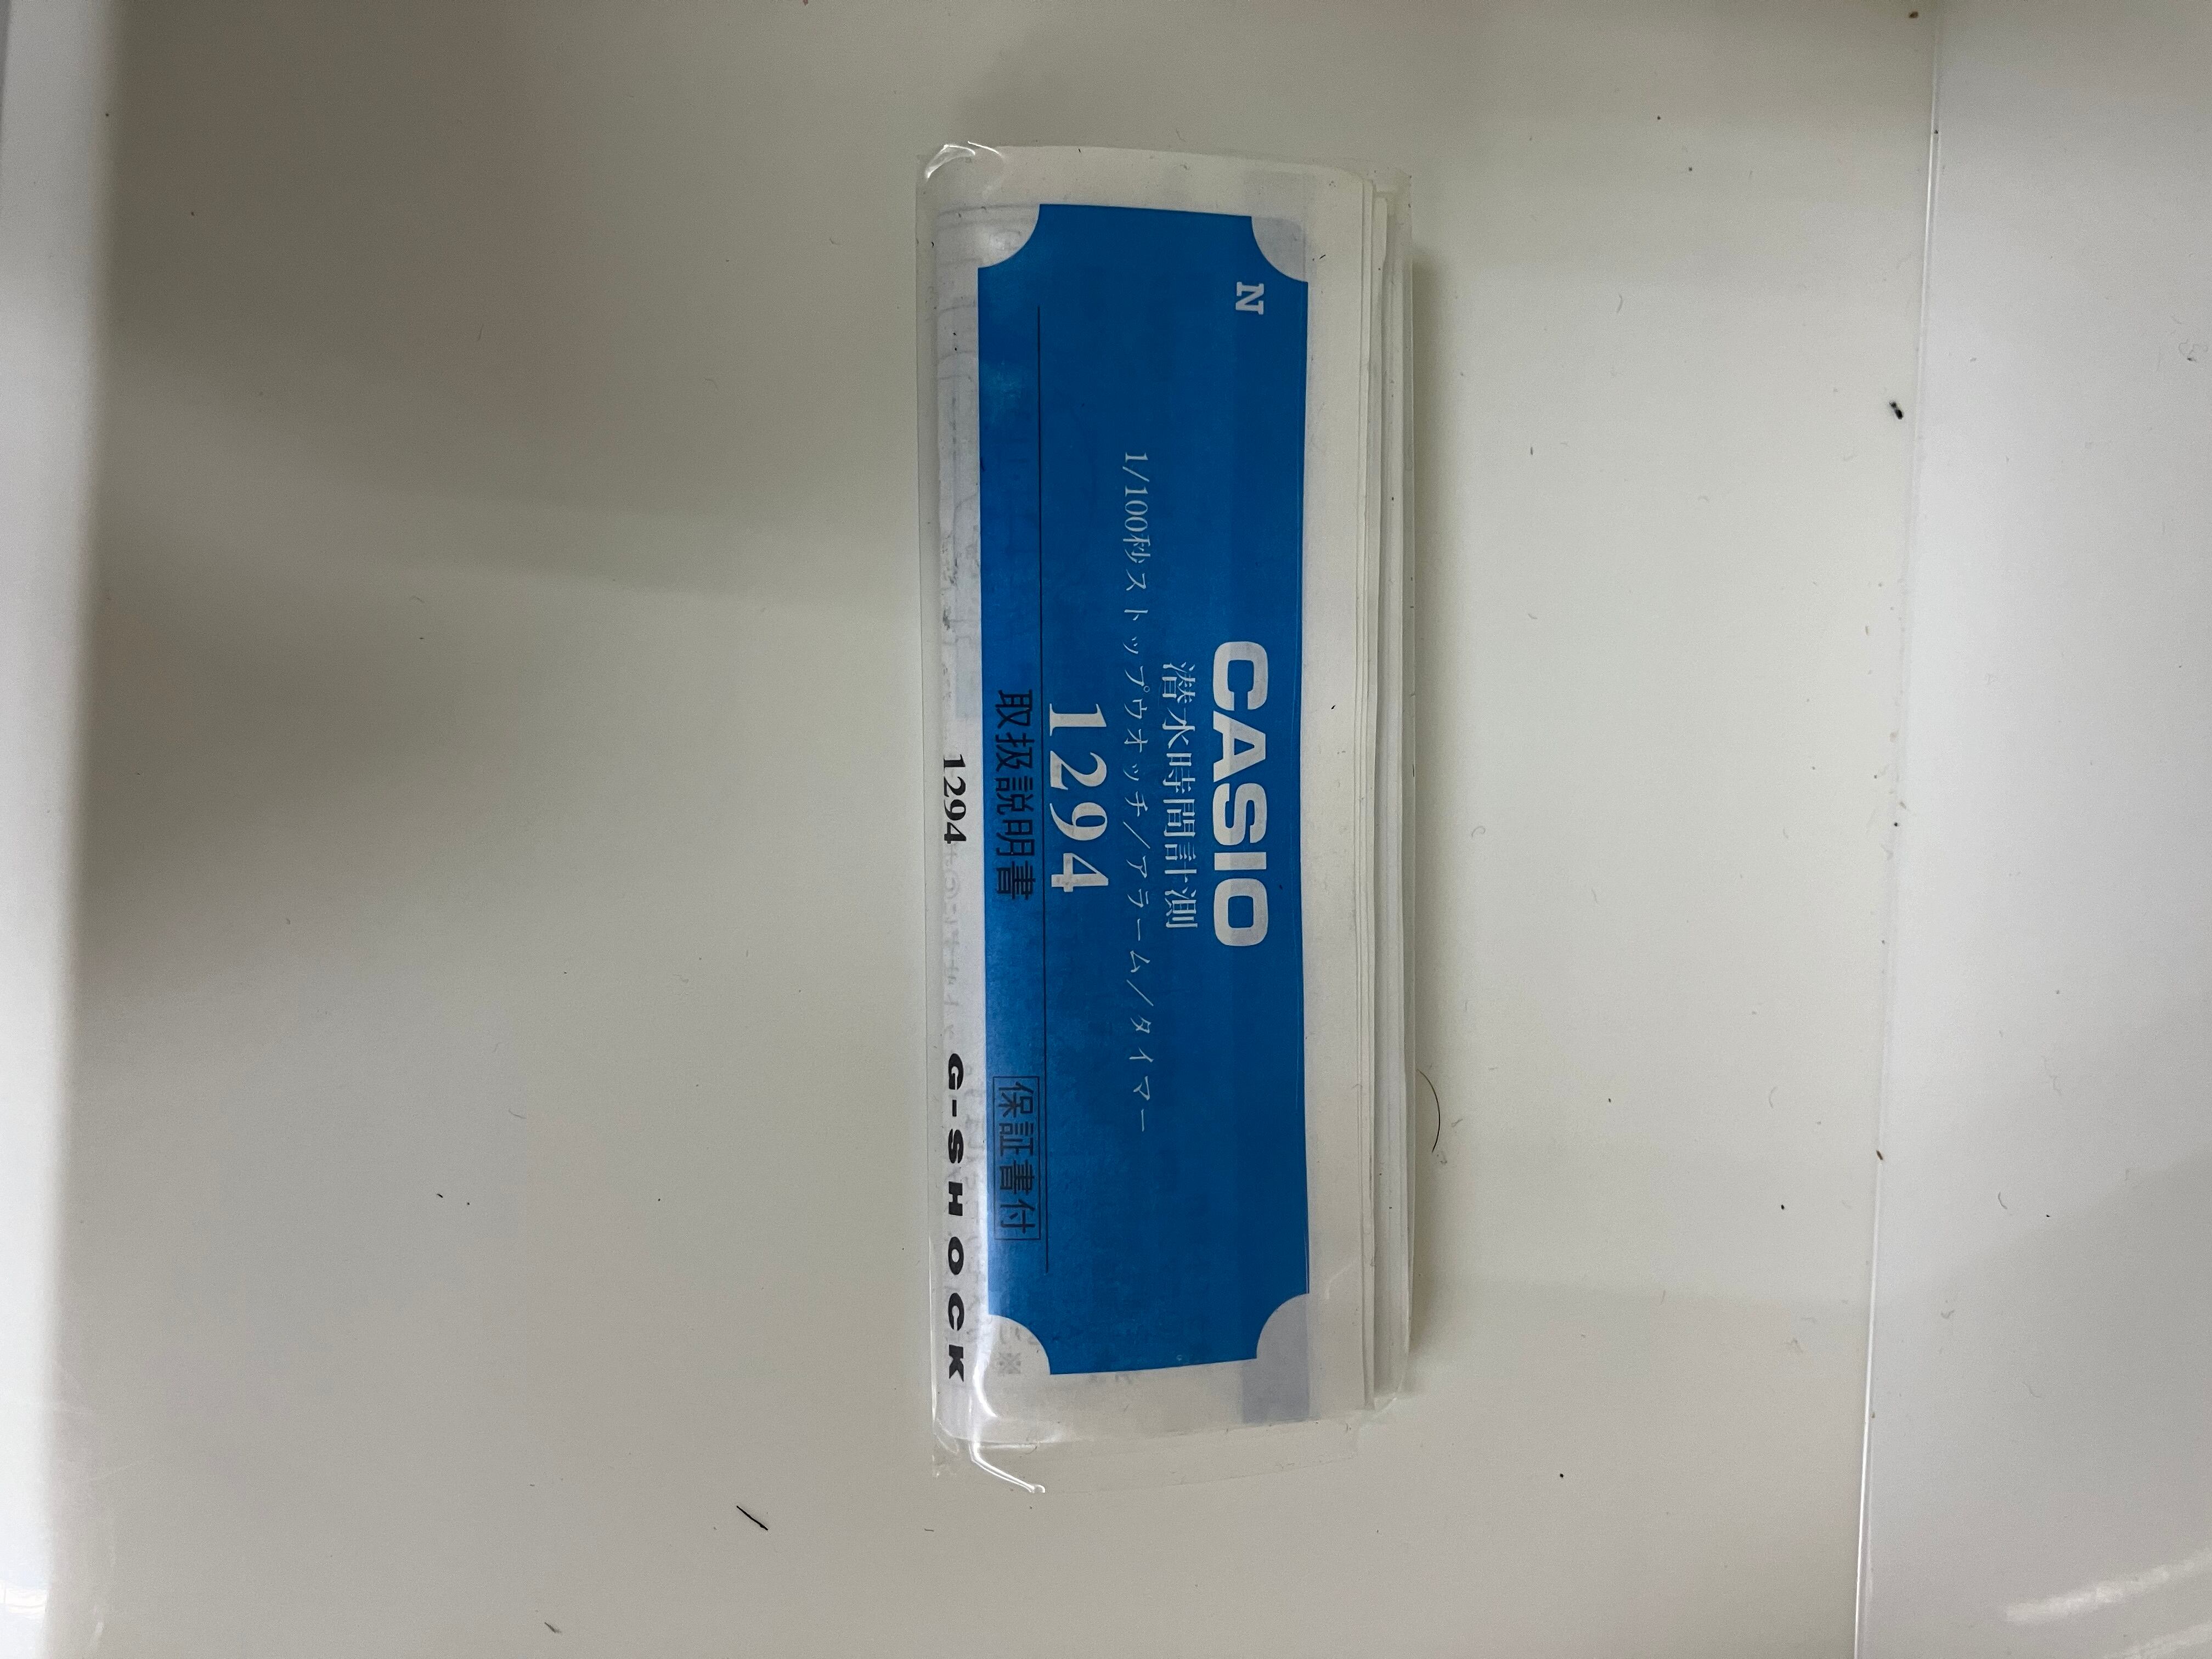 N
CASIO
潜水時間計測
1/100秒ストップウオッチ/アラーム/タイマー
1294
取扱説明書 保証書付
1294 G-SHOCK